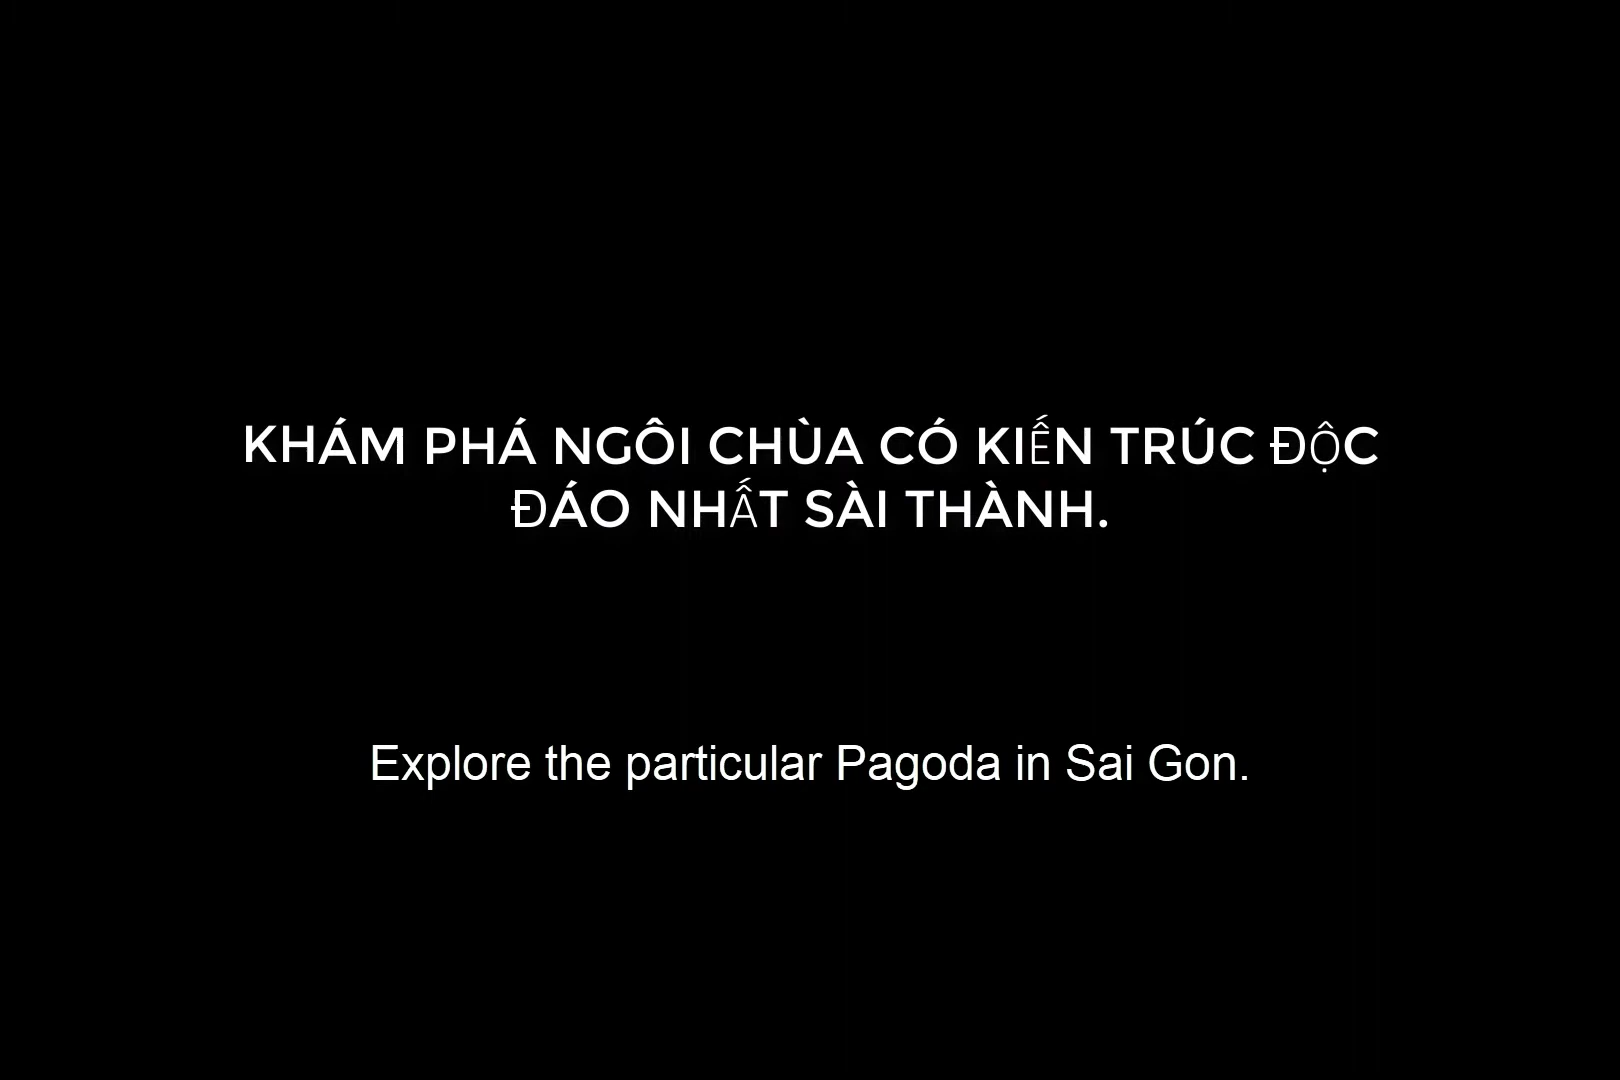 KHÁM PHÁ NGÔI CHÙA CÓ KIẾN TRÚC ĐỘC
ĐÁO NHẤT SÀI THÀNH.
Explore the particular Pagoda in Sai Gon.